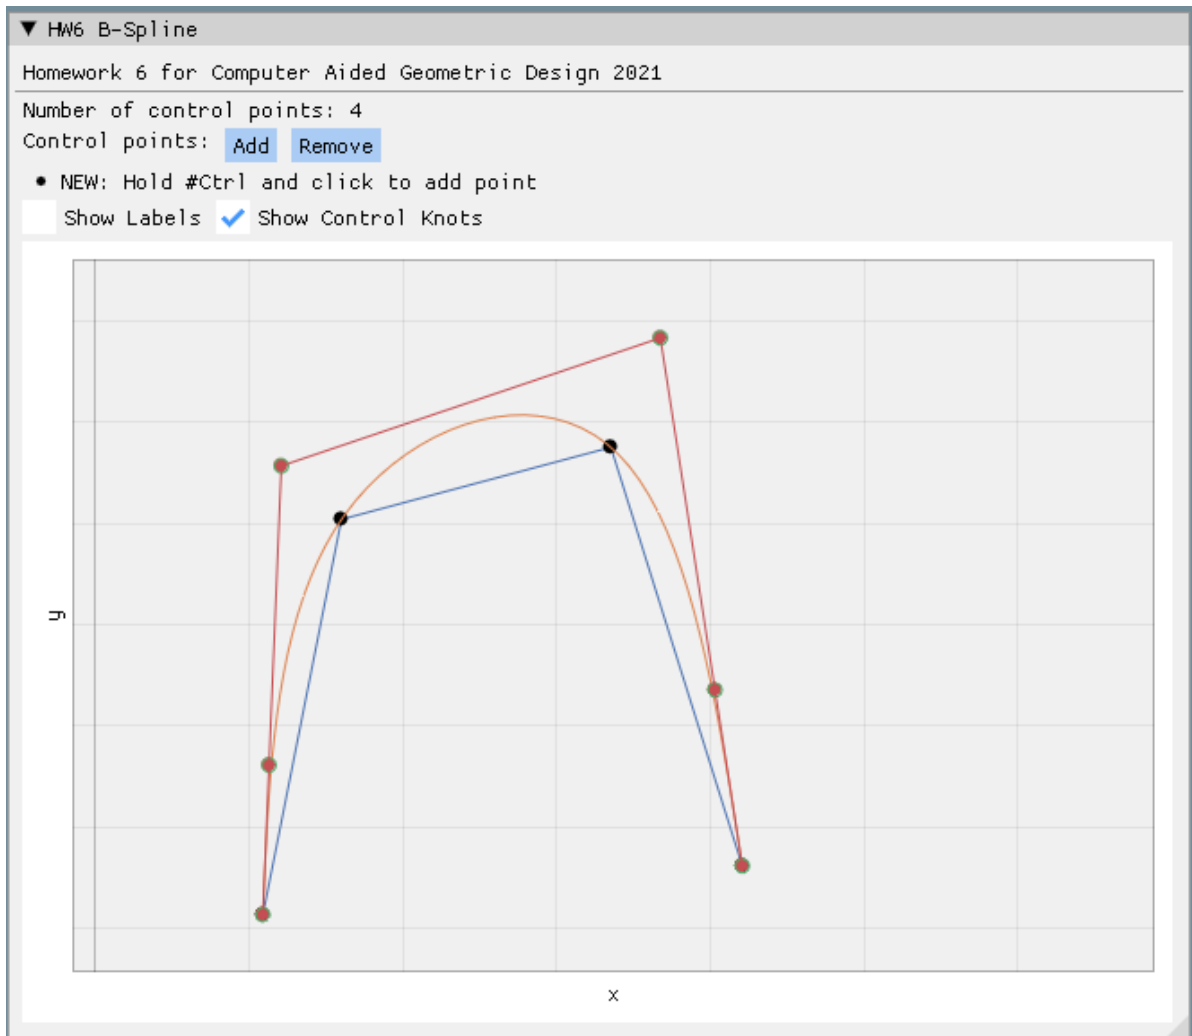 ▼ HW6 B-Spline
Homework 6 for Computer Aided Geometric Design 2021
Number of control points: 4
Control points: Add Remove
• NEW: Hold #Ctrl and click to add point
Show Labels Show Control Knots
y
x